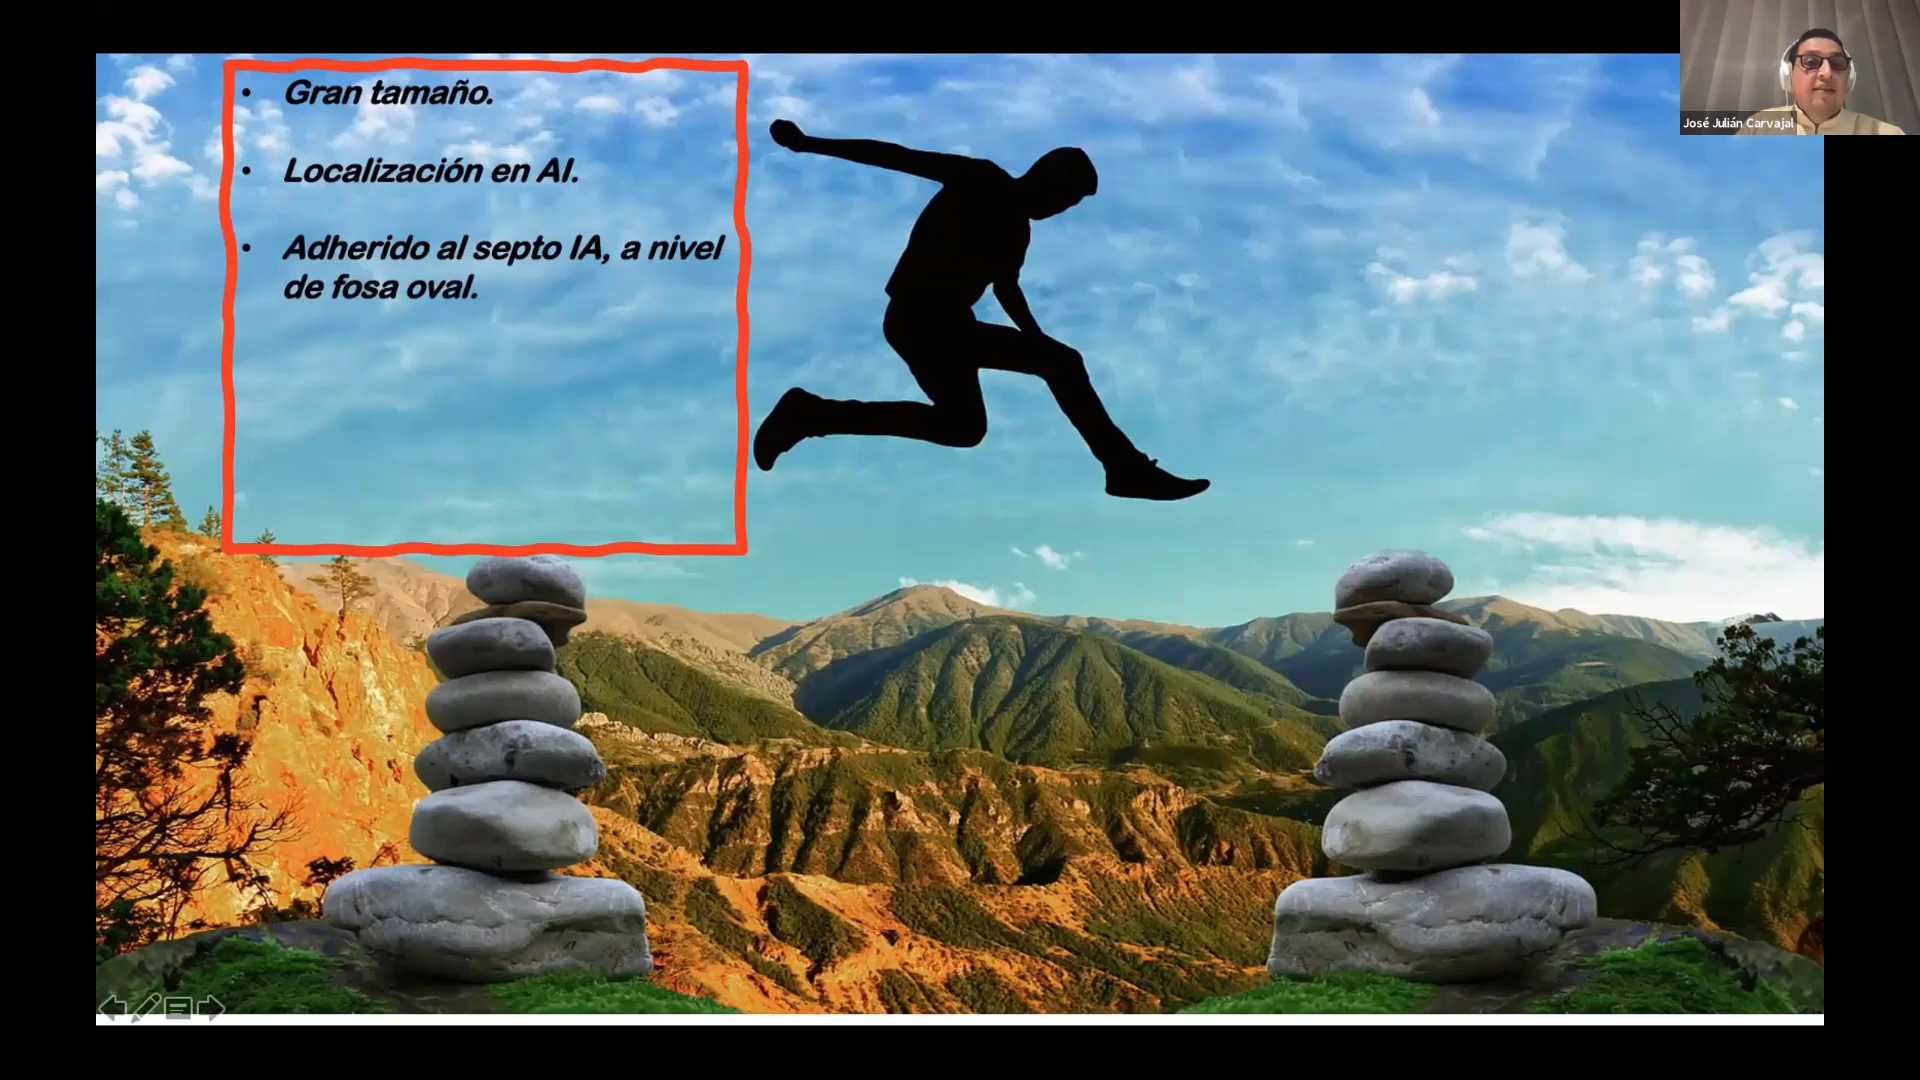 • Gran tamaño.
• Localización en AI.
• Adherido al septo IA, a nivel
de fosa oval.
José Julián Carvajal